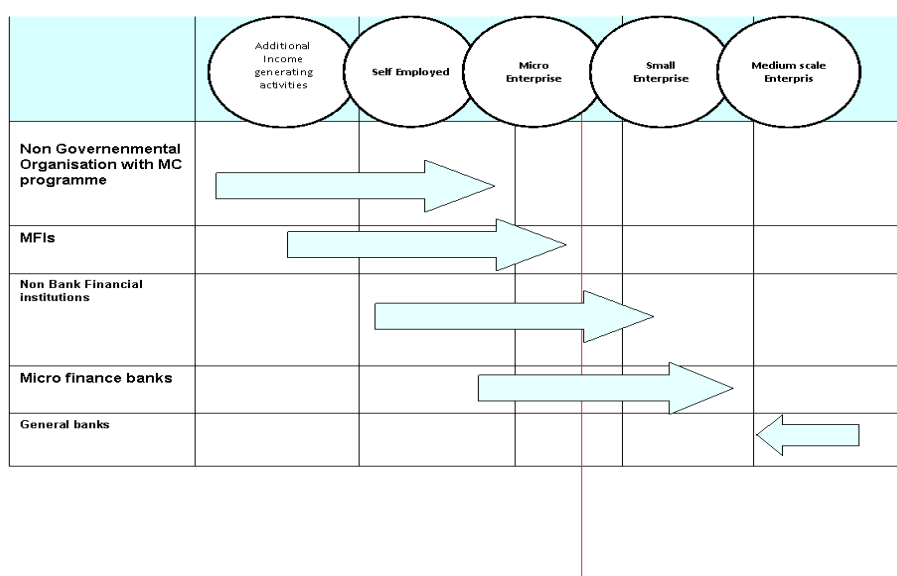 Additional
Income
generating
activities
Self Employed
Micro
Enterprise
Small
Enterprise
Medium scale
Enterpris
Non Governenmental
Organisation with MC
programme
MFIs
Non Bank Financial
institutions
Micro finance banks
General banks